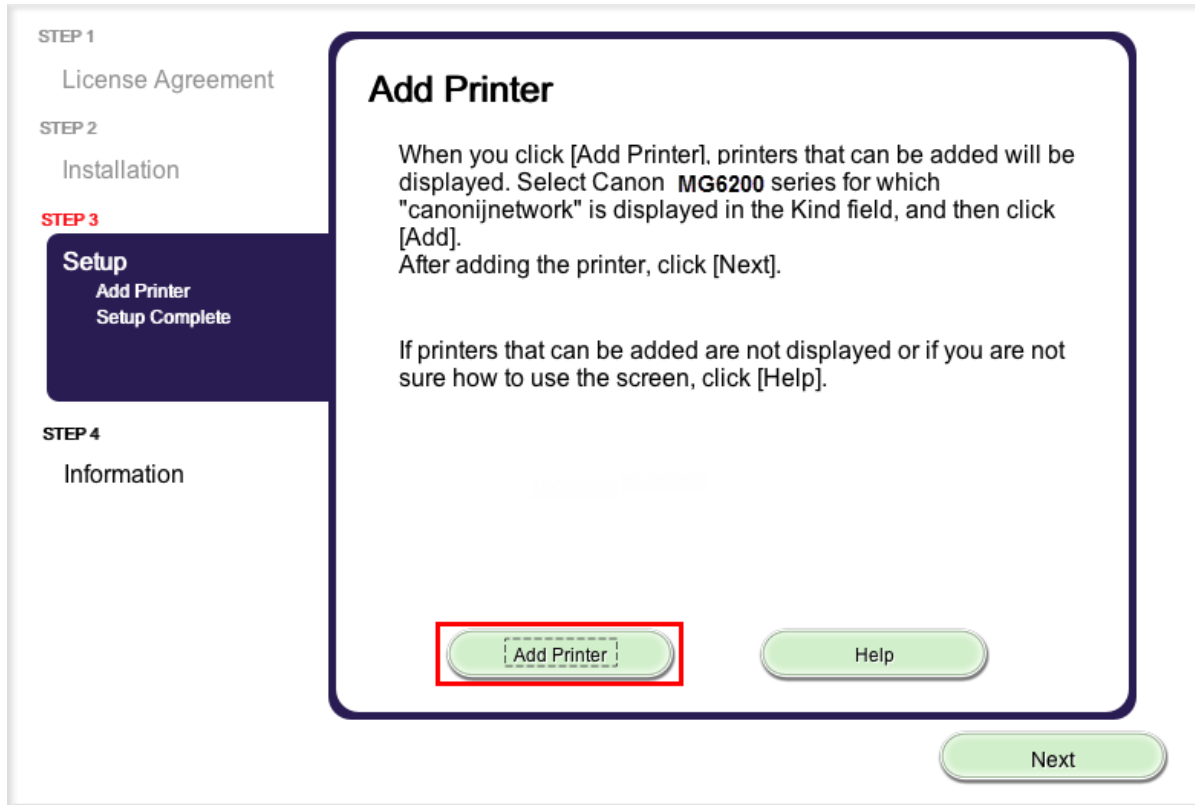 STEP 1
License Agreement
STEP 2
Installation
STEP 3
Setup
Add Printer
Setup Complete
STEP 4
Information
Add Printer
When you click [Add Printer], printers that can be added will be
displayed. Select Canon MG6200 series for which
"canonijnetwork" is displayed in the Kind field, and then click
[Add].
After adding the printer, click [Next].
If printers that can be added are not displayed or if you are not
sure how to use the screen, click [Help].
Add Printer
Help
Next